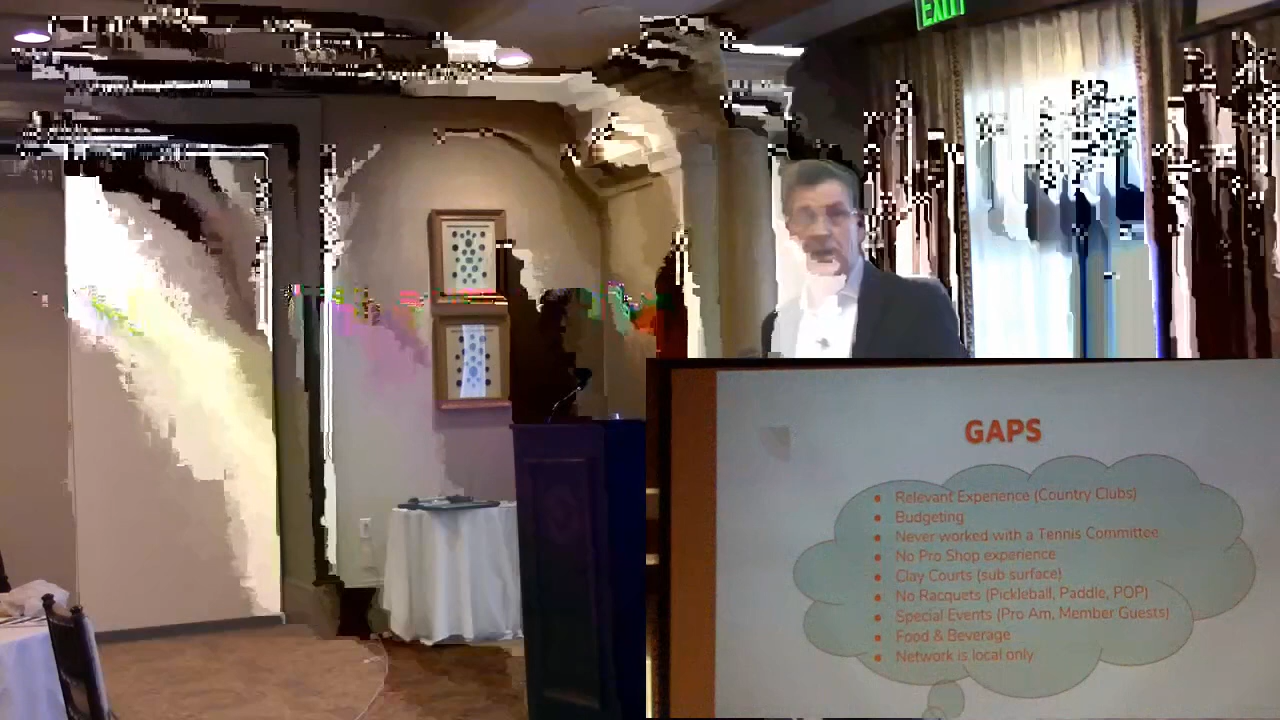 EXIT
GAPS
Relevant Experience (Country Clubs)
Budgeting
Never worked with a Tennis Committee
No Pro Shop experience
Clay Courts (sub surface)
No Racquets (Pickleball, Paddle, POP)
Special Events (Pro Am, Member Guests)
Food & Beverage
Network is local only